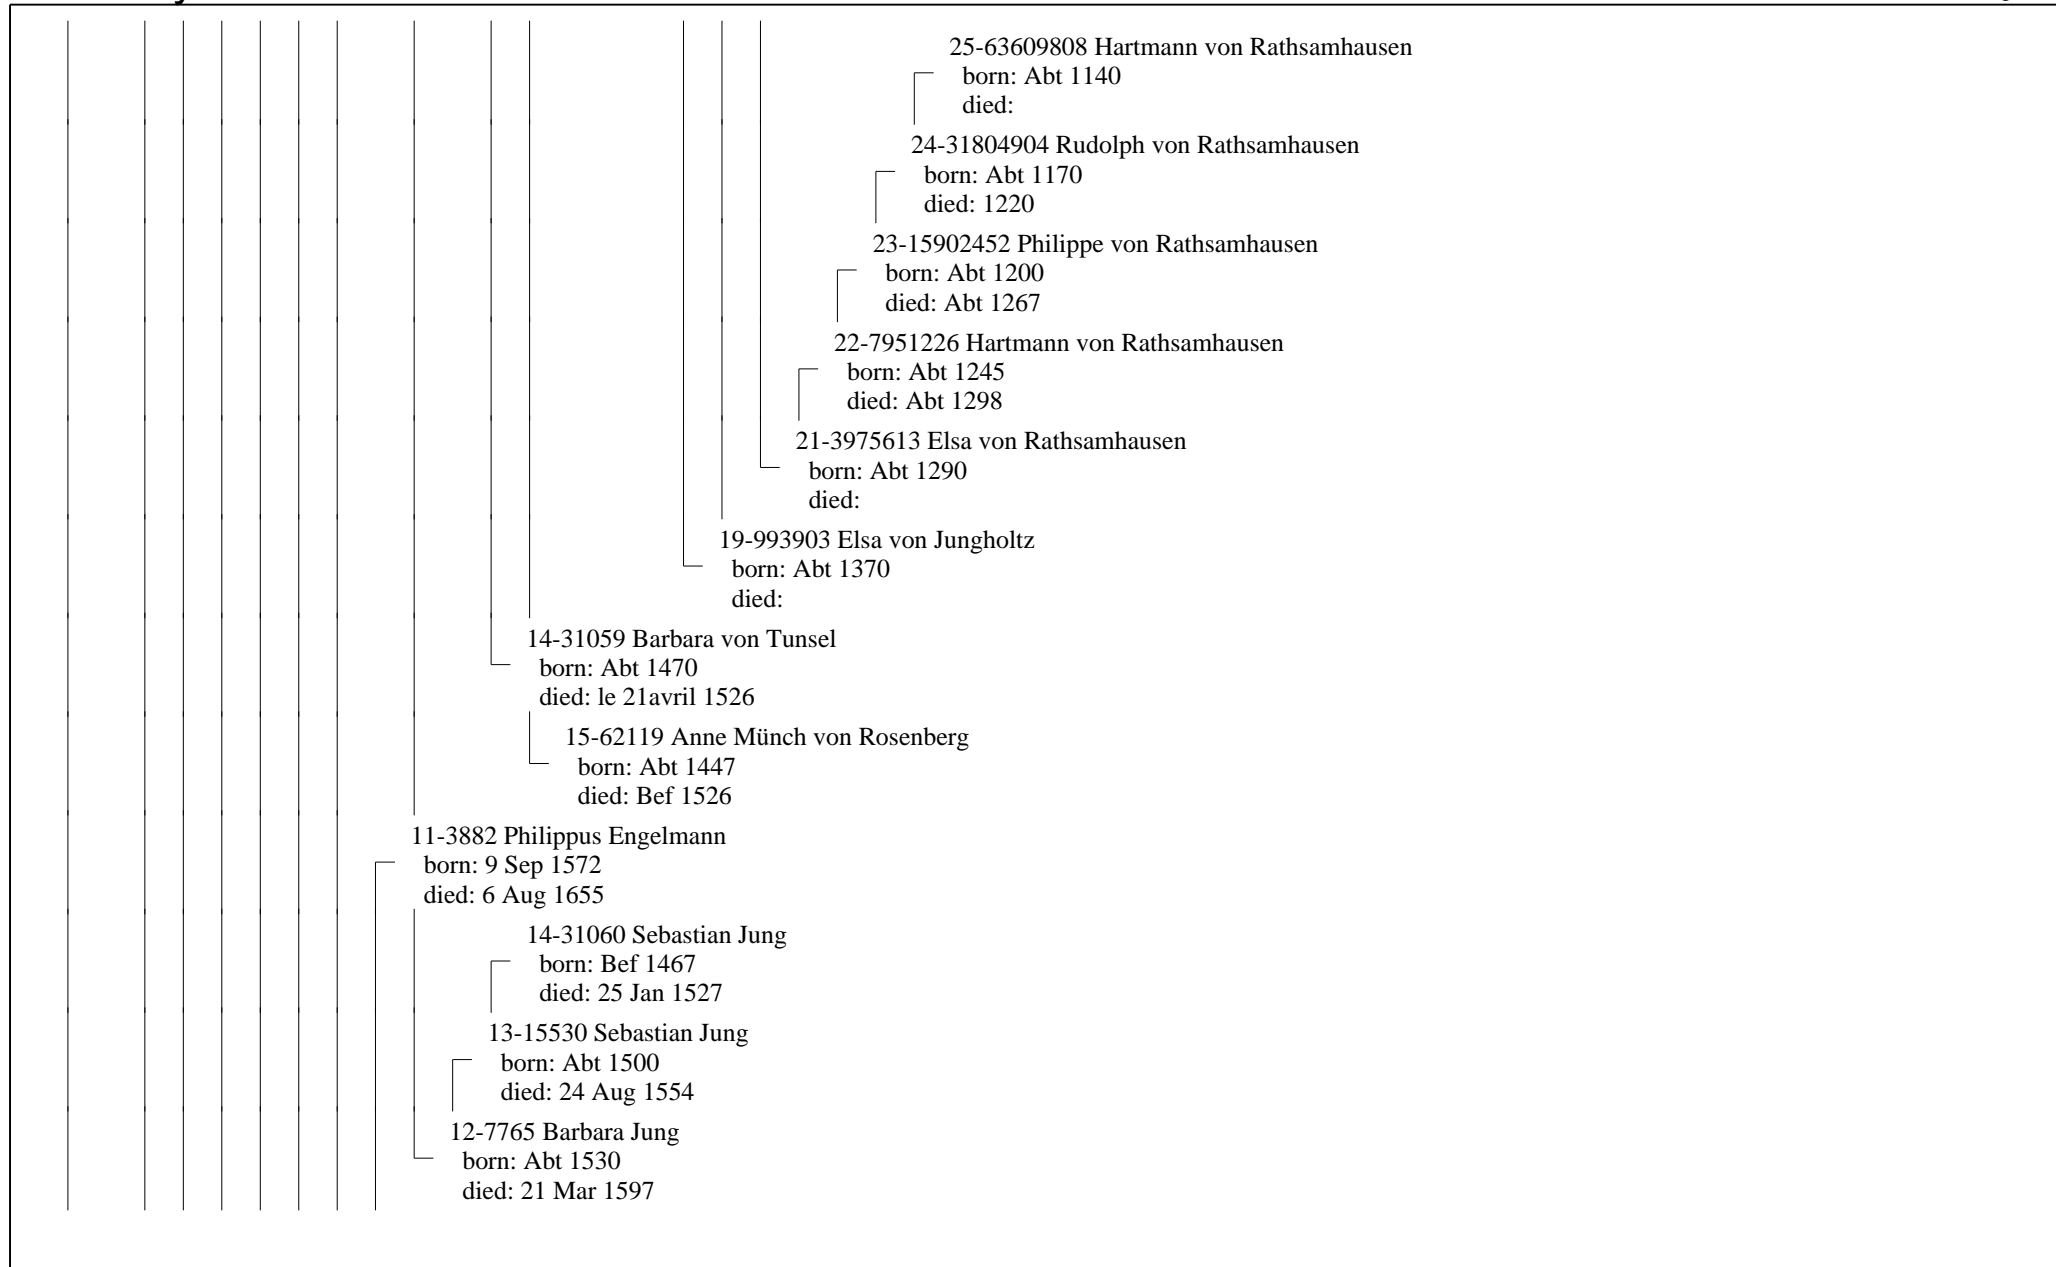 25-63609808 Hartmann von Rathsamhausen
born: Abt 1140
died:
24-31804904 Rudolph von Rathsamhausen
born: Abt 1170
died: 1220
23-15902452 Philippe von Rathsamhausen
born: Abt 1200
died: Abt 1267
22-7951226 Hartmann von Rathsamhausen
born: Abt 1245
died: Abt 1298
21-3975613 Elsa von Rathsamhausen
born: Abt 1290
died:
19-993903 Elsa von Jungholtz
born: Abt 1370
died:
14-31059 Barbara von Tunsel
born: Abt 1470
died: le 21avril 1526
15-62119 Anne Münch von Rosenberg
born: Abt 1447
died: Bef 1526
11-3882 Philippus Engelmann
born: 9 Sep 1572
died: 6 Aug 1655
14-31060 Sebastian Jung
born: Bef 1467
died: 25 Jan 1527
13-15530 Sebastian Jung
born: Abt 1500
died: 24 Aug 1554
12-7765 Barbara Jung
born: Abt 1530
died: 21 Mar 1597